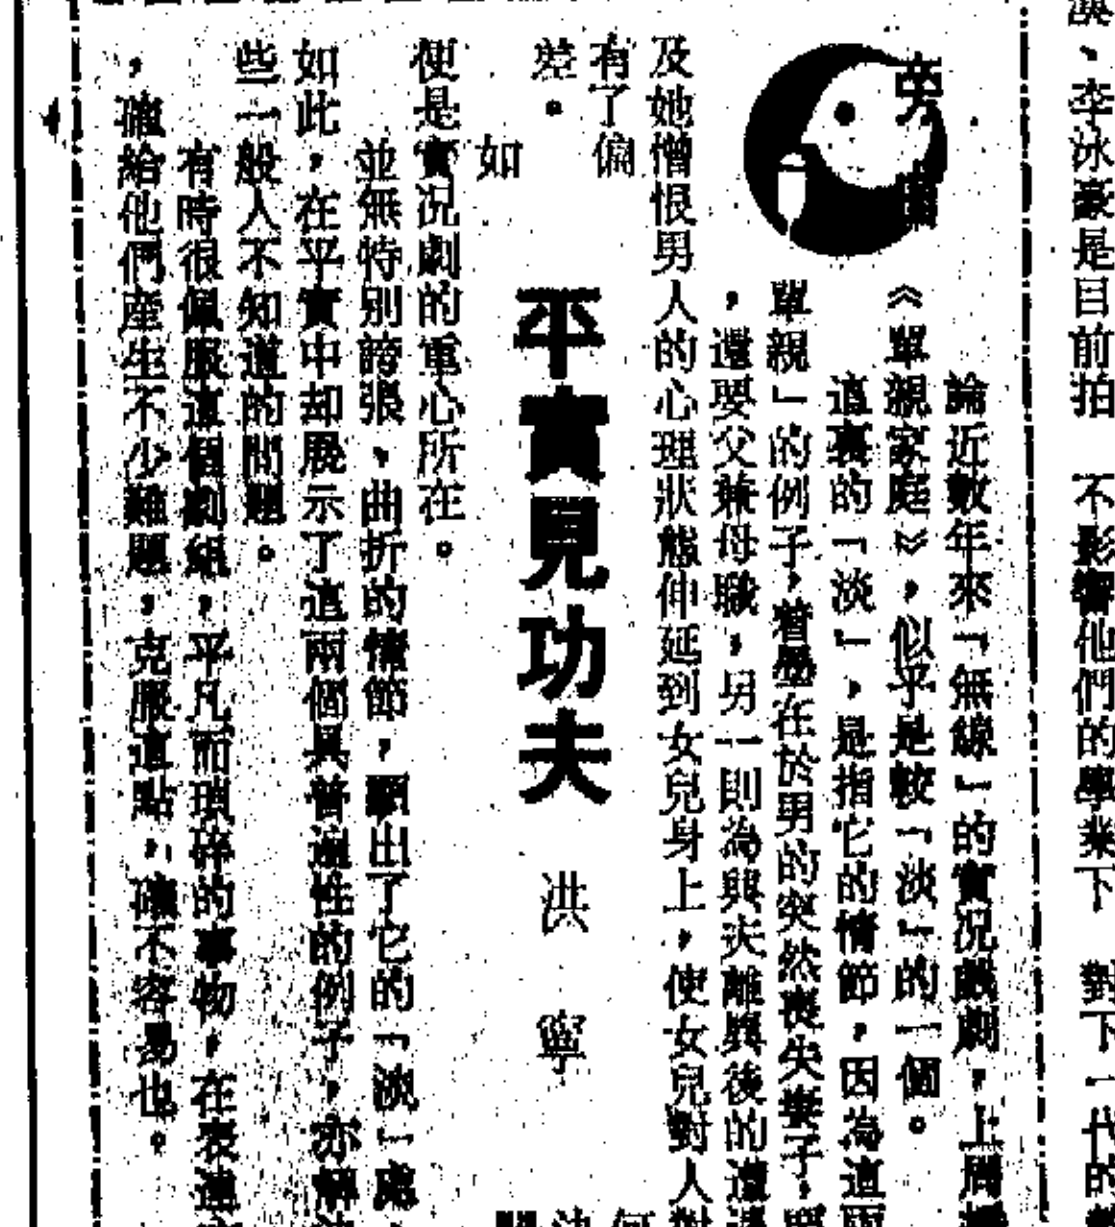 演、李泳豪是目前拍
不影響他們的學業下，對下一代的
旁
論近數年來「無線」的實況戲劇，上周播
《單親家庭》，似乎是較「淡」的一個。
這裏的「淡」，是指它的情節，因為這兩
單親」的例子，着墨在於男的突然喪失妻子，
，還要父兼母職，另一則為與夫離異後的遭遇
及她憎恨男人的心理狀態伸延到女兒身上，使女兒對人對
有了偏
差。
平實見功夫
洪寧
如
何
便是實況劇的重心所在。
並無特別誇張、曲折的情節，顯出了它的「淡」處
如此，在平實中却展示了這兩個具普遍性的例子，亦解
些一般人不知道的問題。
有時很佩服這個劇組，平凡而瑣碎的事物，在表達
，確給他們產生不少難題，克服這點，確不容易也。